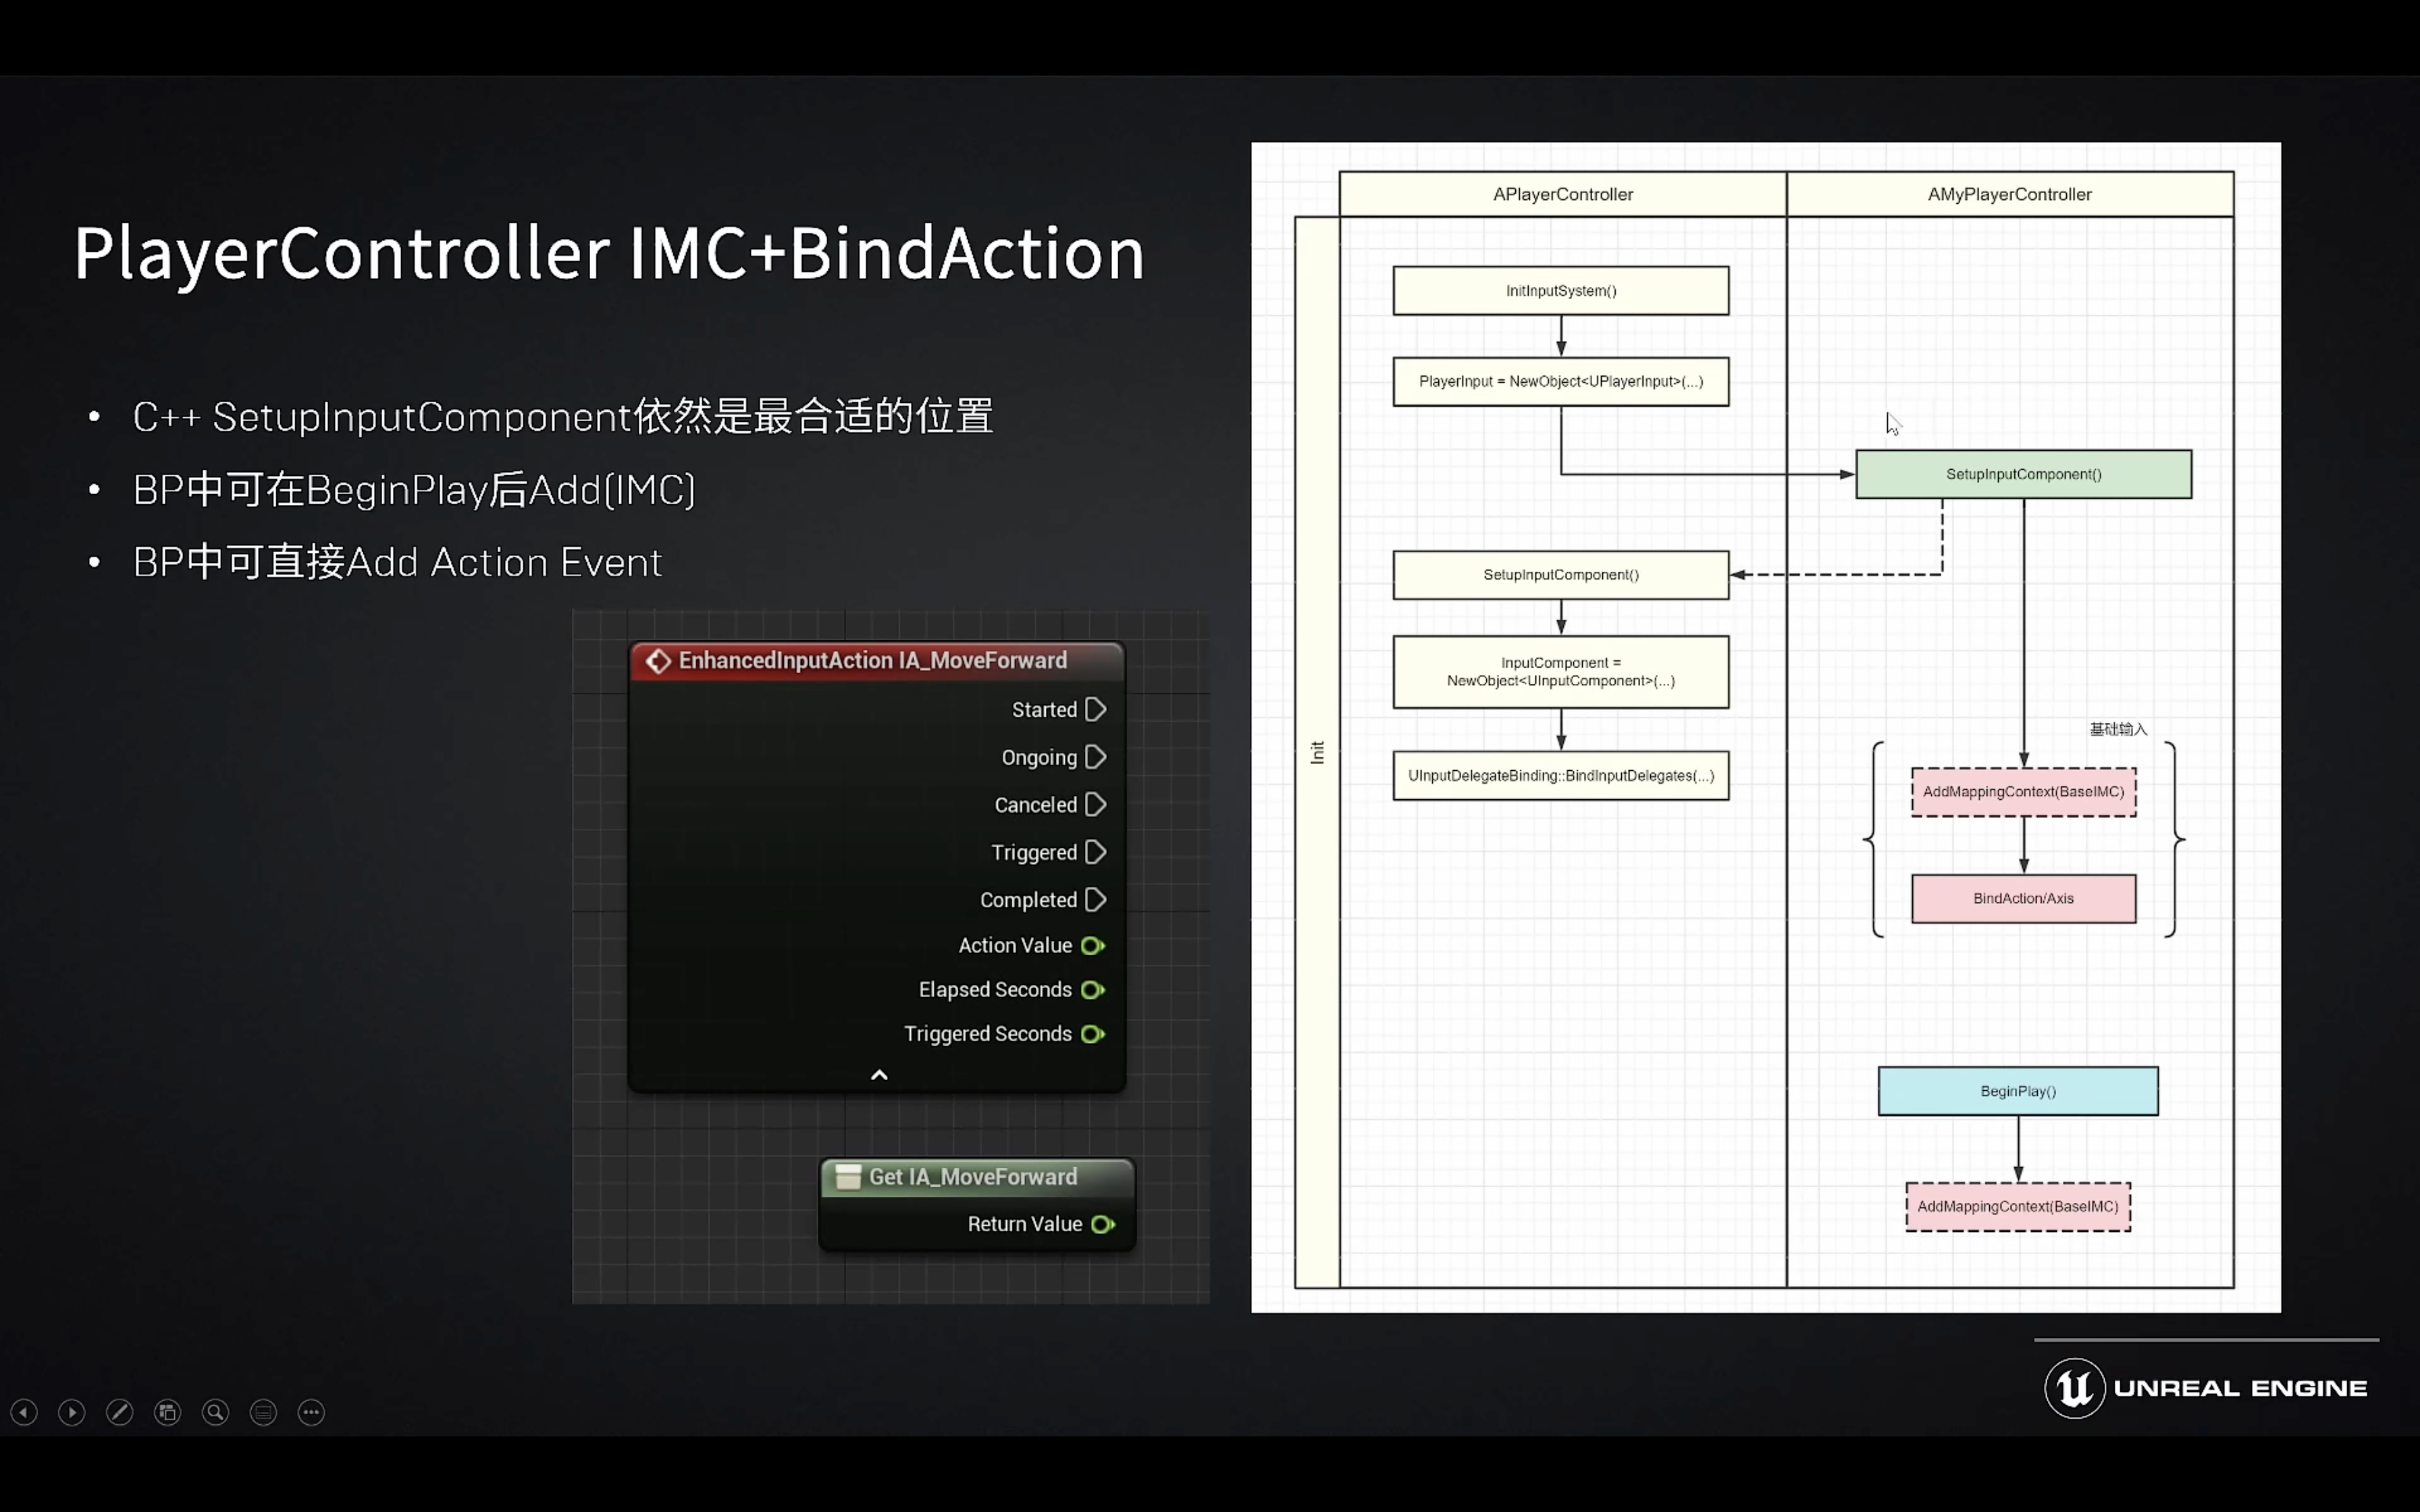 PlayerController IMC+BindAction
• C++ SetupInputComponent依然是最合适的位置
• BP中可在BeginPlay后Add(IMC)
• BP中可直接Add Action Event
EnhancedInputAction IA_MoveForward
Started
Ongoing
Canceled
Triggered
Completed
Action Value
Elapsed Seconds
Triggered Seconds
Get IA_MoveForward
Return Value
APlayerController
AMyPlayerController
Init
InitInputSystem()
PlayerInput = NewObject<UPlayerInput>(...)
SetupInputComponent()
SetupInputComponent()
InputComponent =
NewObject<UInputComponent>(...)
UInputDelegateBinding::BindInputDelegates(...)
基础输入
AddMappingContext(BaseIMC)
BindAction/Axis
BeginPlay()
AddMappingContext(BaseIMC)
UNREAL ENGINE